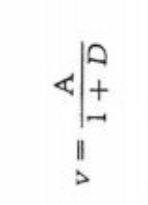 v = A / (1 + D)